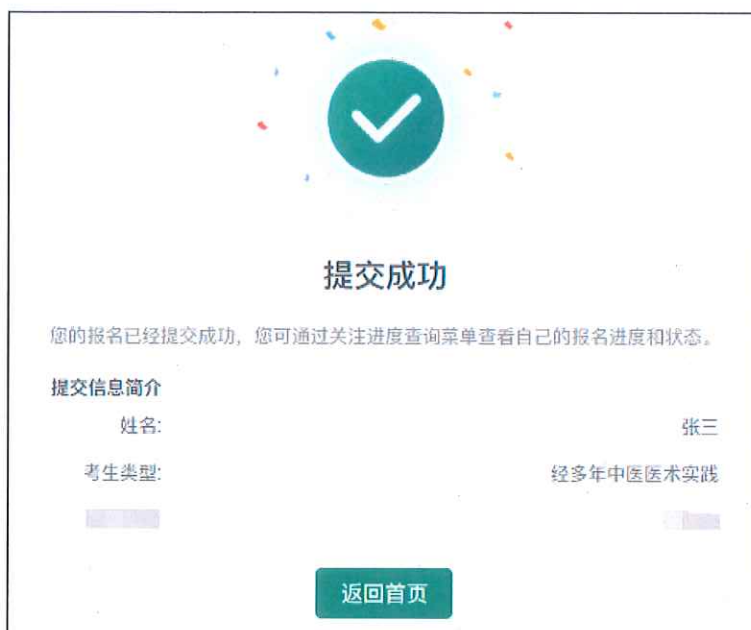 提交成功
您的报名已经提交成功，您可通过关注进度查询菜单查看自己的报名进度和状态。
提交信息简介
姓名: 张三
考生类型: 经多年中医医术实践
返回首页